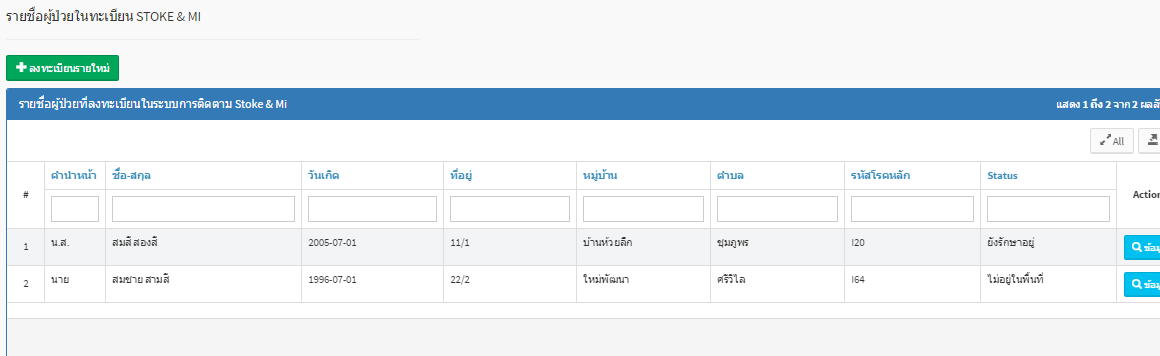 รายชื่อผู้ป่วยในทะเบียน STOKE & MI
ลงทะเบียนรายใหม่
รายชื่อผู้ป่วยที่ลงทะเบียนในระบบการติดตาม Stoke & Mi แสดง 1 ถึง 2 จาก 2 ผลลั
All
# คำนำหน้า ชื่อ-สกุล วันเกิด ที่อยู่ หมู่บ้าน ตำบล รหัสโรคหลัก Status Action
1 น.ส. สมสี สองสี 2005-07-01 11/1 บ้านห้วยลึก ชุมภูพร I20 ยังรักษาอยู่ ข้อมู
2 นาย สมชาย สามสี 1996-07-01 22/2 ใหม่พัฒนา ศรีวิไล I64 ไม่อยู่ในพื้นที่ ข้อมู